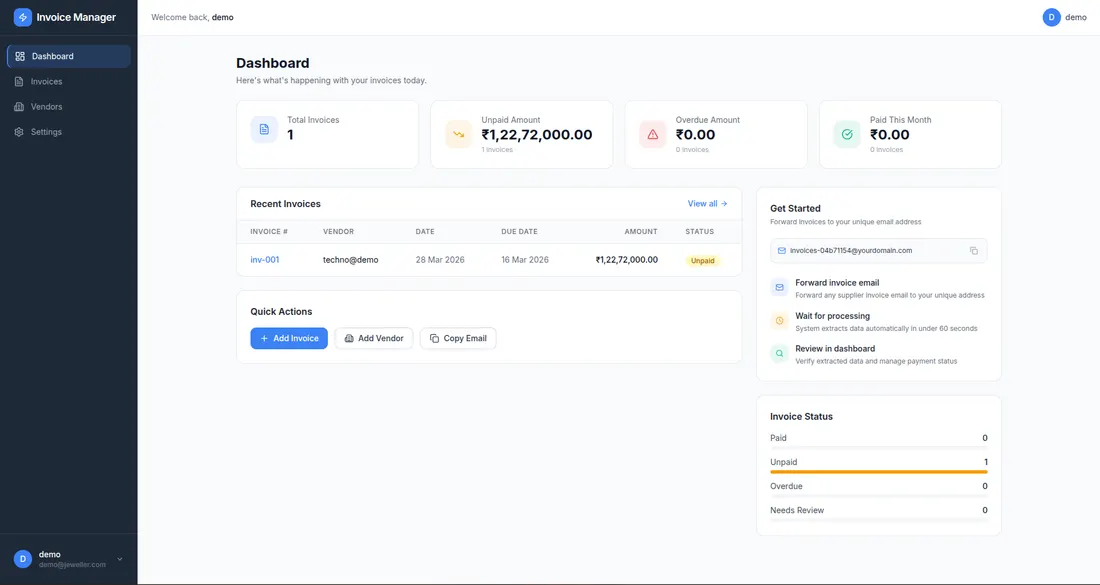 Invoice Manager
Welcome back, demo
D demo
Dashboard
Invoices
Vendors
Settings
Dashboard
Here's what's happening with your invoices today.
Total Invoices
1
Unpaid Amount
₹1,22,72,000.00
1 invoices
Overdue Amount
₹0.00
0 invoices
Paid This Month
₹0.00
0 invoices
Recent Invoices
View all →
INVOICE # VENDOR DATE DUE DATE AMOUNT STATUS
inv-001 techno@demo 28 Mar 2026 16 Mar 2026 ₹1,22,72,000.00 Unpaid
Quick Actions
+ Add Invoice
Add Vendor
Copy Email
Get Started
Forward invoices to your unique email address
invoices-04b71154@yourdomain.com
Forward invoice email
Forward any supplier invoice email to your unique address
Wait for processing
System extracts data automatically in under 60 seconds
Review in dashboard
Verify extracted data and manage payment status
Invoice Status
Paid 0
Unpaid 1
Overdue 0
Needs Review 0
D
demo
demo@jeweller.com